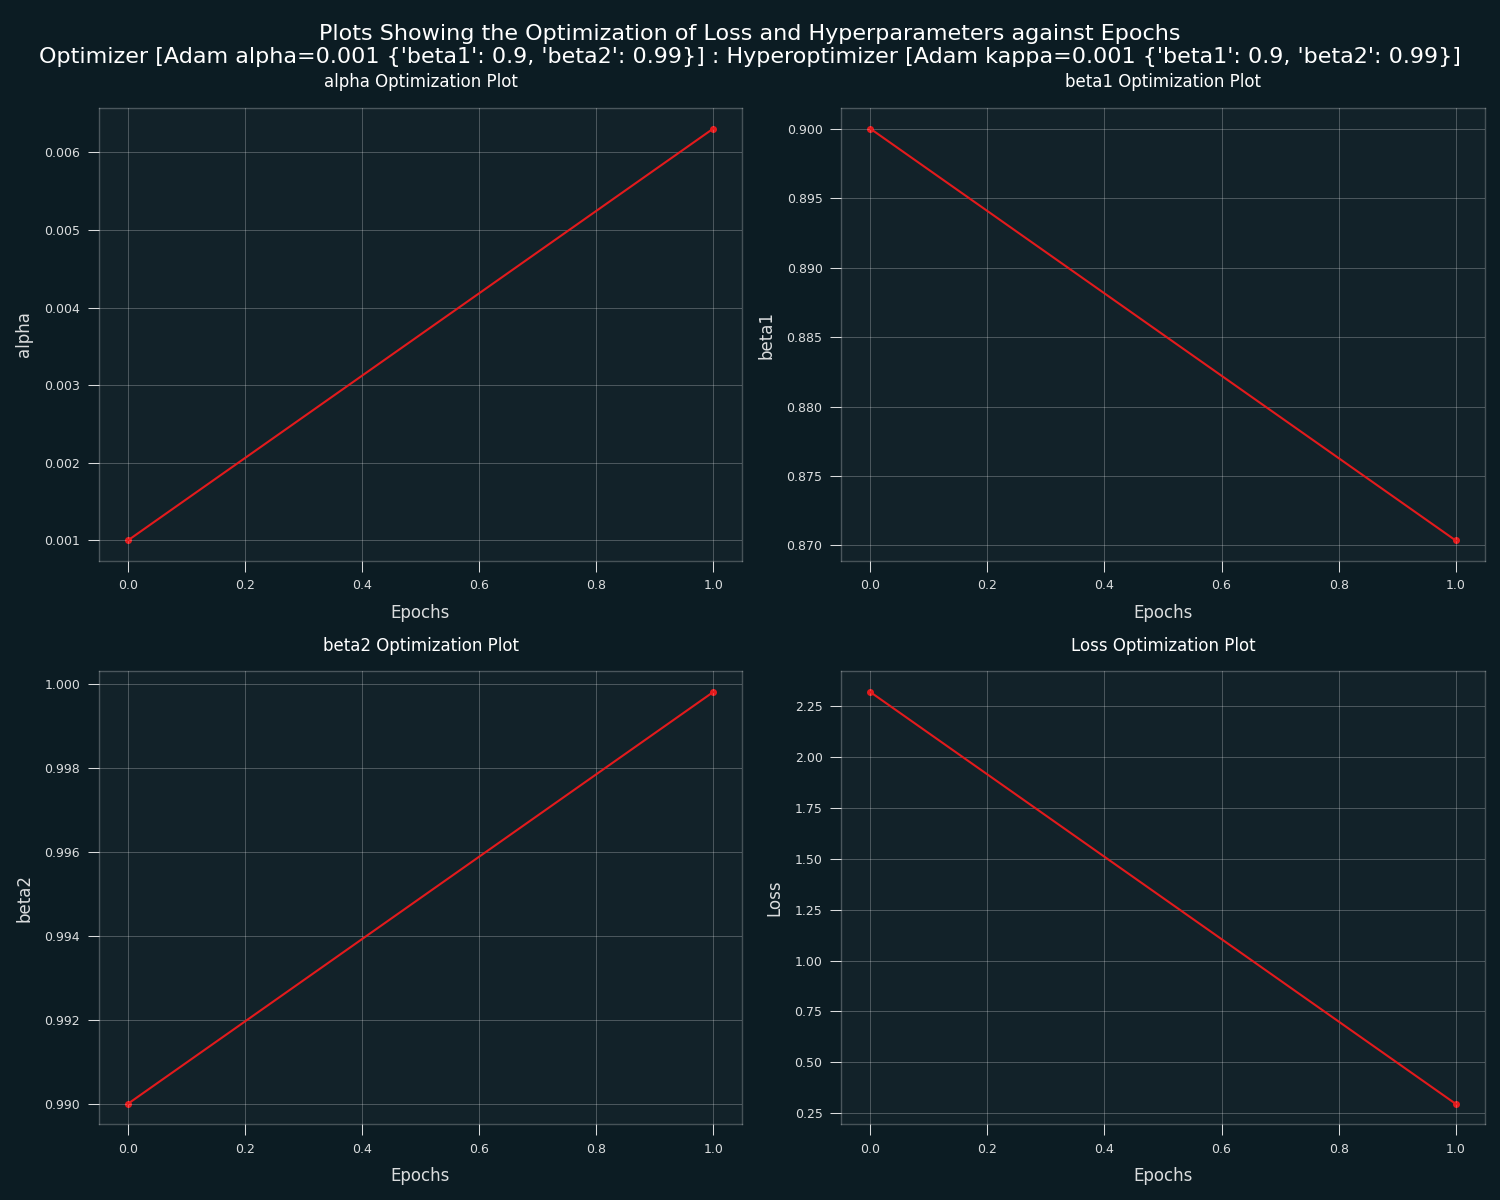 Plots Showing the Optimization of Loss and Hyperparameters against Epochs
Optimizer [Adam alpha=0.001 {'beta1': 0.9, 'beta2': 0.99}] : Hyperoptimizer [Adam kappa=0.001 {'beta1': 0.9, 'beta2': 0.99}]
alpha Optimization Plot
0.006
0.005
0.004
0.003
0.002
0.001
alpha
0.0 0.2 0.4 0.6 0.8 1.0
Epochs
beta1 Optimization Plot
0.900
0.895
0.890
0.885
0.880
0.875
0.870
beta1
0.0 0.2 0.4 0.6 0.8 1.0
Epochs
beta2 Optimization Plot
1.000
0.998
0.996
0.994
0.992
0.990
beta2
0.0 0.2 0.4 0.6 0.8 1.0
Epochs
Loss Optimization Plot
2.25
2.00
1.75
1.50
1.25
1.00
0.75
0.50
0.25
Loss
0.0 0.2 0.4 0.6 0.8 1.0
Epochs